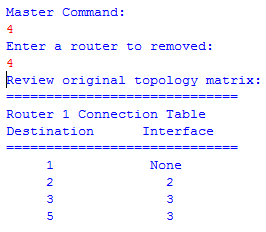 Master Command:
4
Enter a router to removed:
4
Review original topology matrix:
=============================
Router 1 Connection Table
Destination      Interface
=============================
1            None
2              2
3              3
5              3